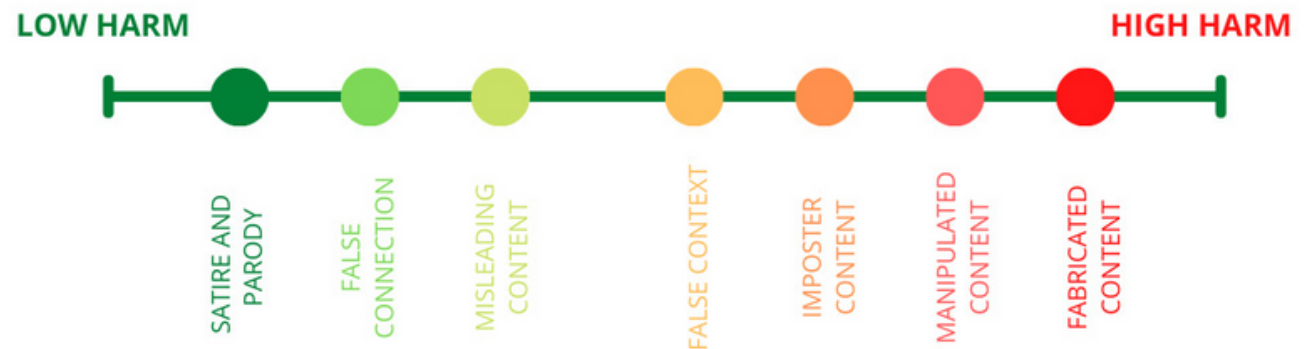 LOW HARM
HIGH HARM
SATIRE AND
PARODY
FALSE
CONNECTION
MISLEADING
CONTENT
FALSE CONTEXT
IMPOSTER
CONTENT
MANIPULATED
CONTENT
FABRICATED
CONTENT